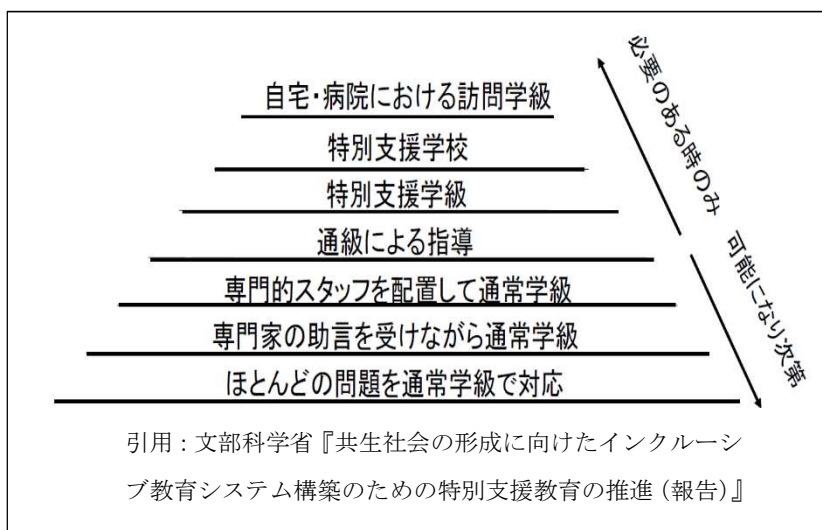 自宅・病院における訪問学級
特別支援学校
特別支援学級
通級による指導
専門的スタッフを配置して通常学級
専門家の助言を受けながら通常学級
ほとんどの問題を通常学級で対応
必要のある時のみ
可能になり次第
引用：文部科学省『共生社会の形成に向けたインクルーシ
ブ教育システム構築のための特別支援教育の推進（報告）』